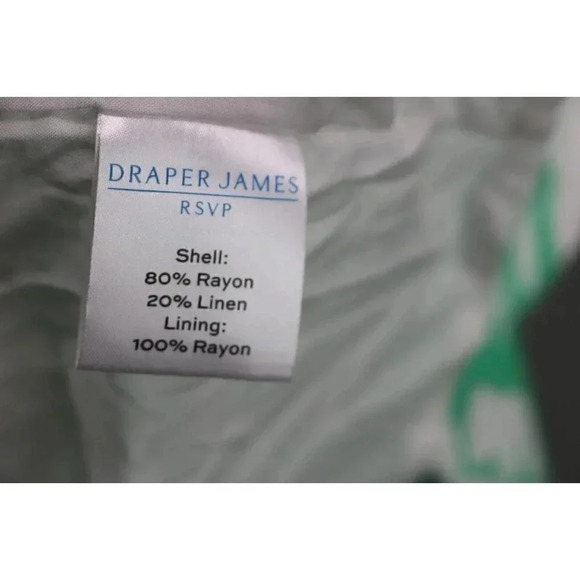 DRAPER JAMES
RSVP
Shell:
80% Rayon
20% Linen
Lining:
100% Rayon